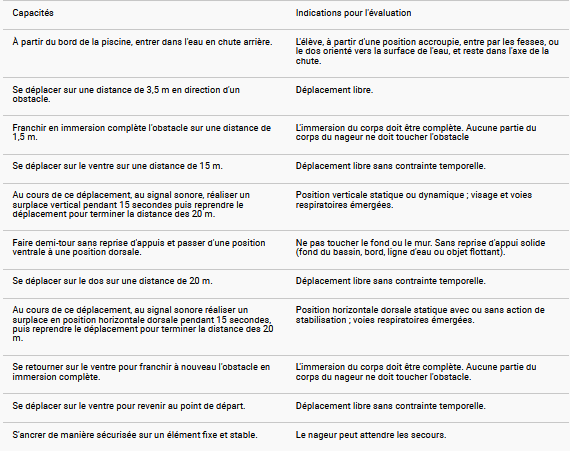 Capacités
Indications pour l'évaluation
À partir du bord de la piscine, entrer dans l'eau en chute arrière.
L'élève, à partir d'une position accroupie, entre par les fesses, ou
le dos orienté vers la surface de l'eau, et reste dans l'axe de la
chute.
Se déplacer sur une distance de 3,5 m en direction d'un
obstacle.
Déplacement libre.
Franchir en immersion complète l'obstacle sur une distance de
1,5 m.
L'immersion du corps doit être complète. Aucune partie du
corps du nageur ne doit toucher l'obstacle
Se déplacer sur le ventre sur une distance de 15 m.
Déplacement libre sans contrainte temporelle.
Au cours de ce déplacement, au signal sonore, réaliser un
surplace vertical pendant 15 secondes puis reprendre le
déplacement pour terminer la distance des 20 m.
Position verticale statique ou dynamique ; visage et voies
respiratoires émergées.
Faire demi-tour sans reprise d'appuis et passer d'une position
ventrale à une position dorsale.
Ne pas toucher le fond ou le mur. Sans reprise d'appui solide
(fond du bassin, bord, ligne d'eau ou objet flottant).
Se déplacer sur le dos sur une distance de 20 m.
Déplacement libre sans contrainte temporelle.
Au cours de ce déplacement, au signal sonore réaliser un
surplace en position horizontale dorsale pendant 15 secondes,
puis reprendre le déplacement pour terminer la distance des 20
m.
Position horizontale dorsale statique avec ou sans action de
stabilisation ; voies respiratoires émergées.
Se retourner sur le ventre pour franchir à nouveau l'obstacle en
immersion complète.
L'immersion du corps doit être complète. Aucune partie du
corps du nageur ne doit toucher l'obstacle.
Se déplacer sur le ventre pour revenir au point de départ.
Déplacement libre sans contrainte temporelle.
S'ancrer de manière sécurisée sur un élément fixe et stable.
Le nageur peut attendre les secours.